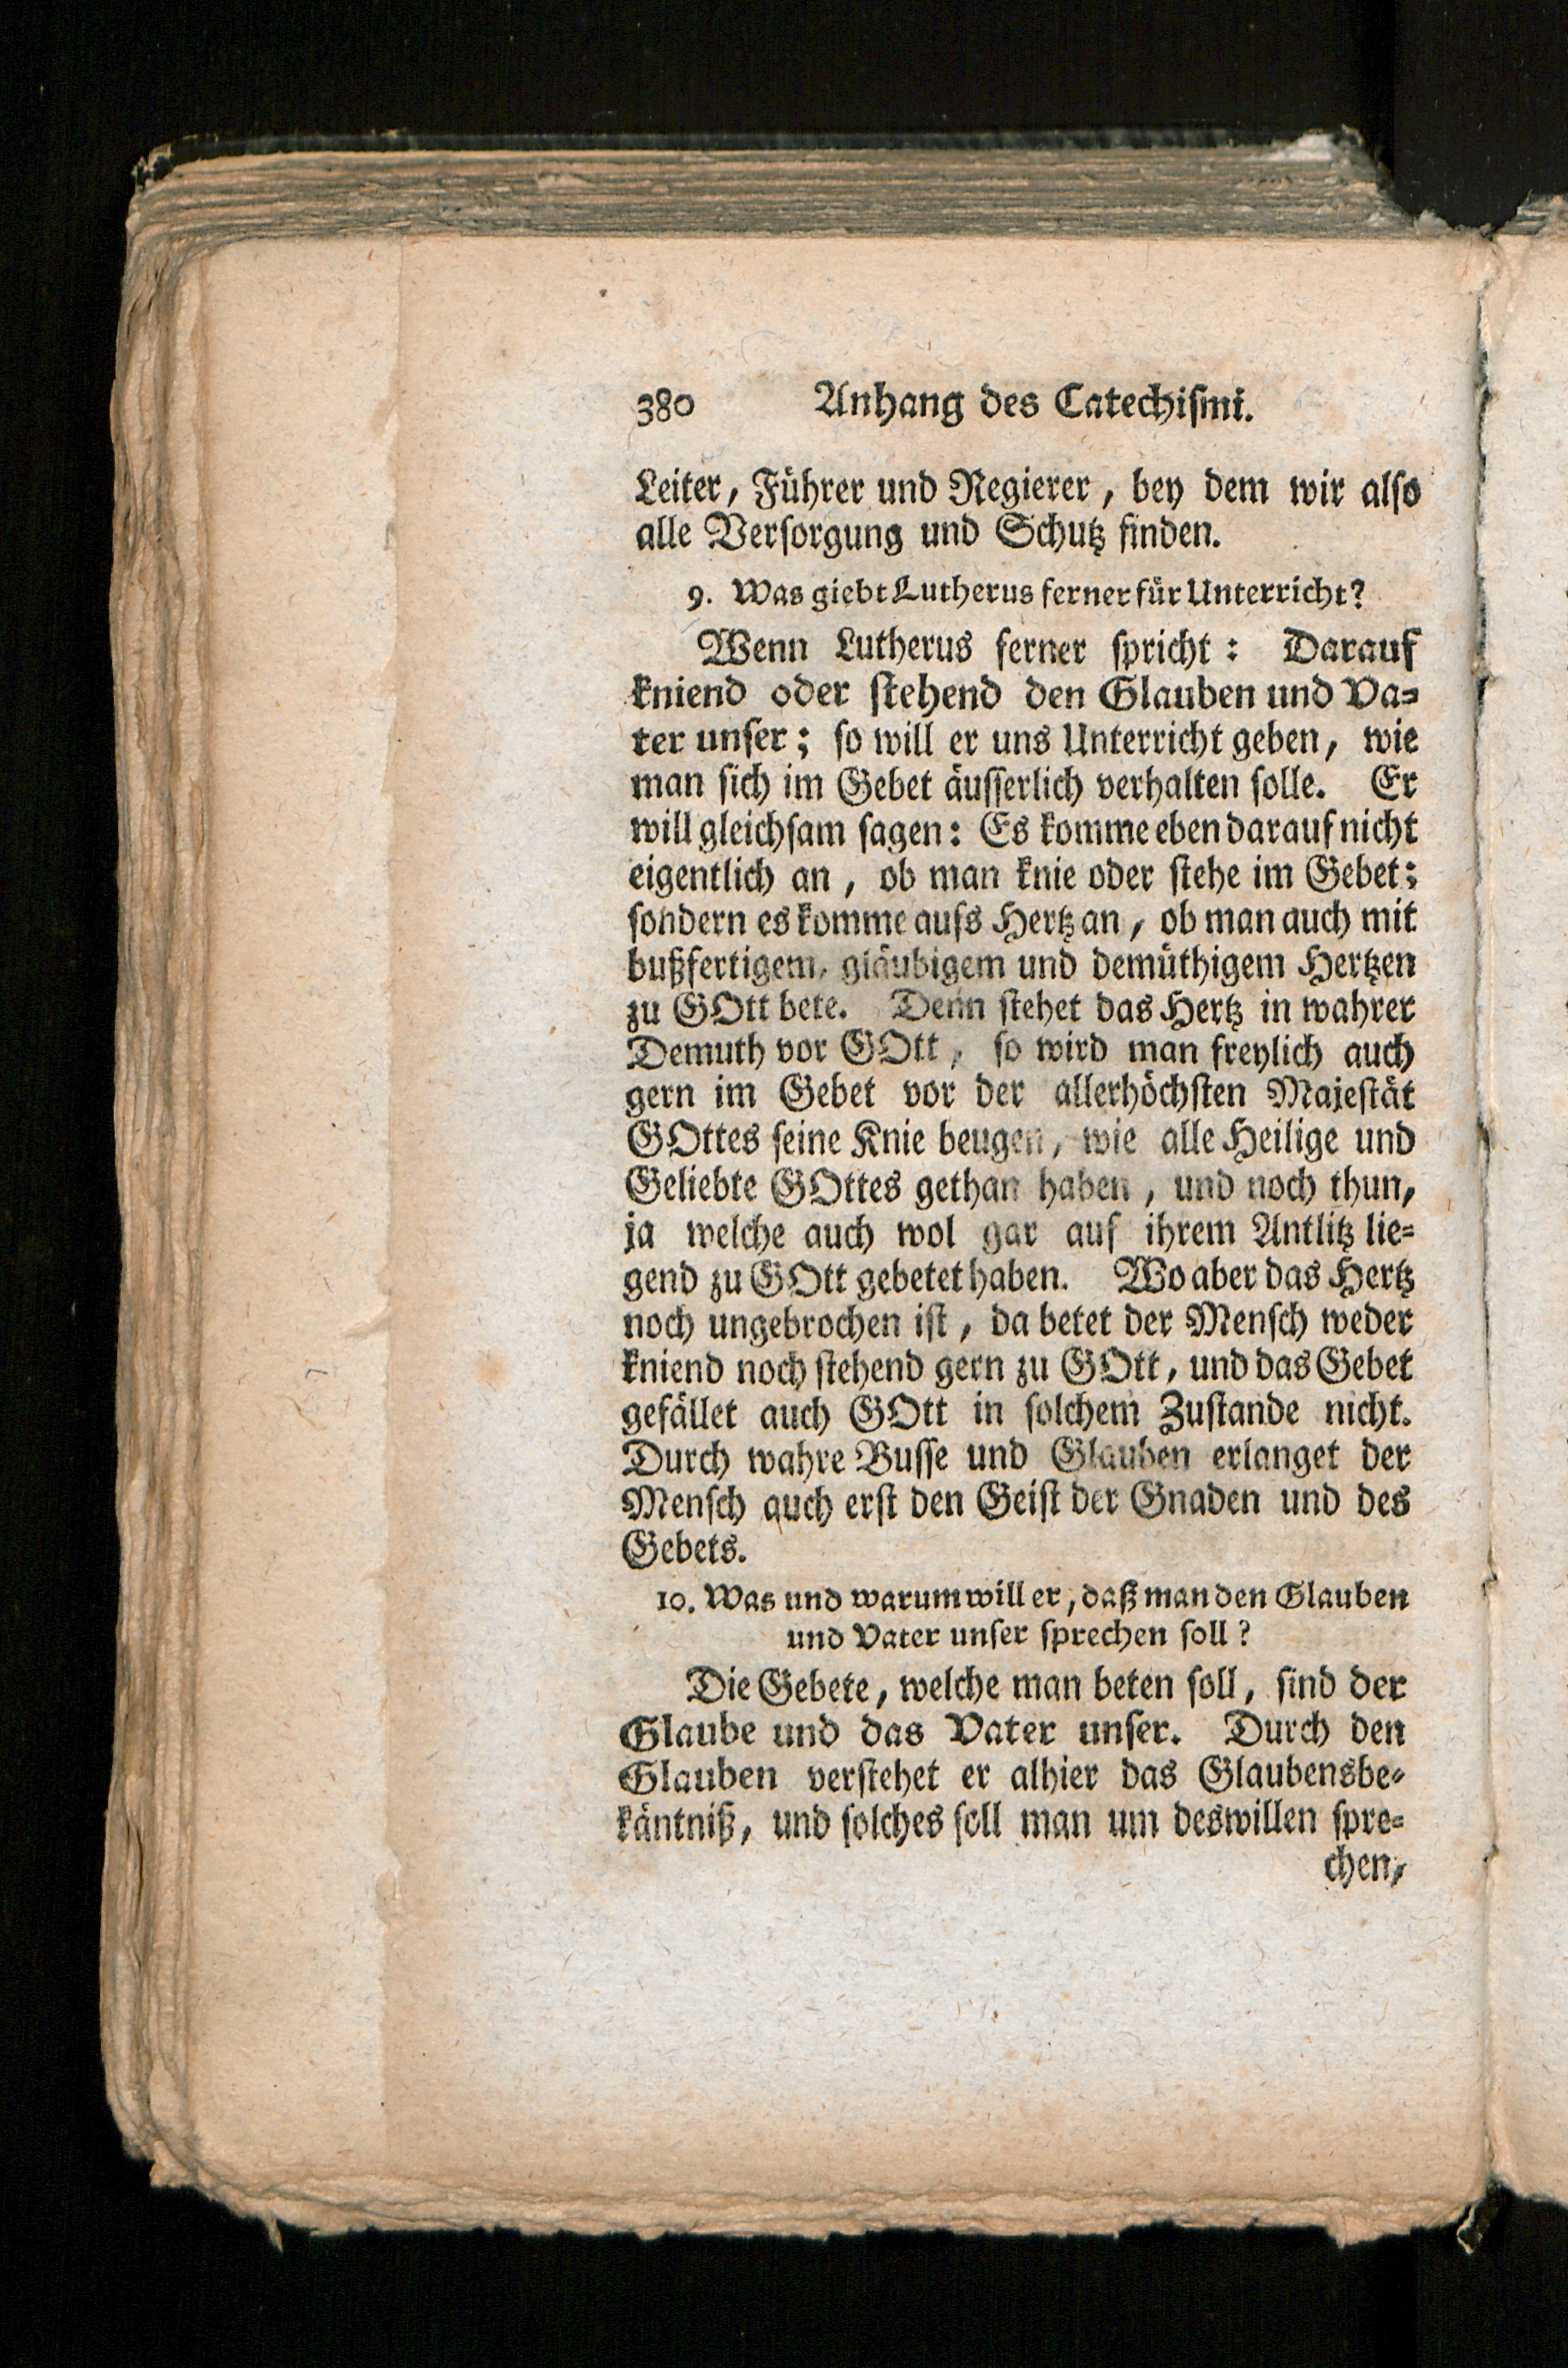 380 Anhang des Catechiſmi.
Leiter, Führer und Regierer, bey dem wir alſo
alle Verſorgung und Schutz finden.
9. Was giebt Lutherus ferner für Unterricht?
Wenn Lutherus ferner ſpricht: Darauf
kniend oder ſtehend den Glauben und Va-
ter unſer; ſo will er uns Unterricht geben, wie
man ſich im Gebet äuſſerlich verhalten ſolle. Er
will gleichſam ſagen: Es komme eben darauf nicht
eigentlich an, ob man knie oder ſtehe im Gebet;
ſondern es komme aufs Hertz an, ob man auch mit
bußfertigem, gläubigem und demüthigem Hertzen
zu GOtt bete. Denn ſtehet das Hertz in wahrer
Demuth vor GOtt, ſo wird man freylich auch
gern im Gebet vor der allerhöchſten Majeſtät
GOttes ſeine Knie beugen, wie alle Heilige und
Geliebte GOttes gethan haben, und noch thun,
ja welche auch wol gar auf ihrem Antlitz lie-
gend zu GOtt gebetet haben. Wo aber das Hertz
noch ungebrochen iſt, da betet der Menſch weder
kniend noch ſtehend gern zu GOtt, und das Gebet
gefället auch GOtt in ſolchem Zuſtande nicht.
Durch wahre Buſſe und Glauben erlanget der
Menſch auch erſt den Geiſt der Gnaden und des
Gebets.
10. Was und warum will er, daß man den Glauben
und Vater unſer ſprechen ſoll?
Die Gebete, welche man beten ſoll, ſind der
Glaube und das Vater unſer. Durch den
Glauben verſtehet er alhier das Glaubensbe-
käntniß, und ſolches ſoll man um deswillen ſpre-
chen,